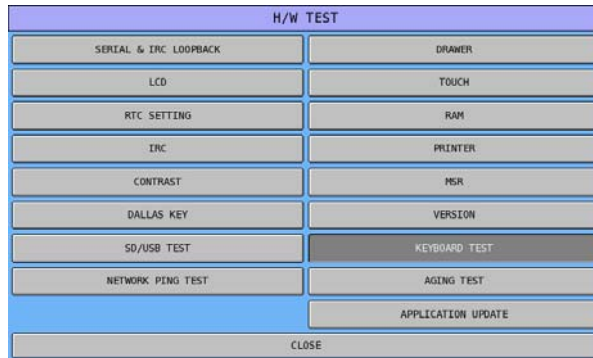 H/W TEST
SERIAL & IRC LOOPBACK
DRAWER
LCD
TOUCH
RTC SETTING
RAM
IRC
PRINTER
CONTRAST
MSR
DALLAS KEY
VERSION
SD/USB TEST
KEYBOARD TEST
NETWORK PING TEST
AGING TEST
APPLICATION UPDATE
CLOSE